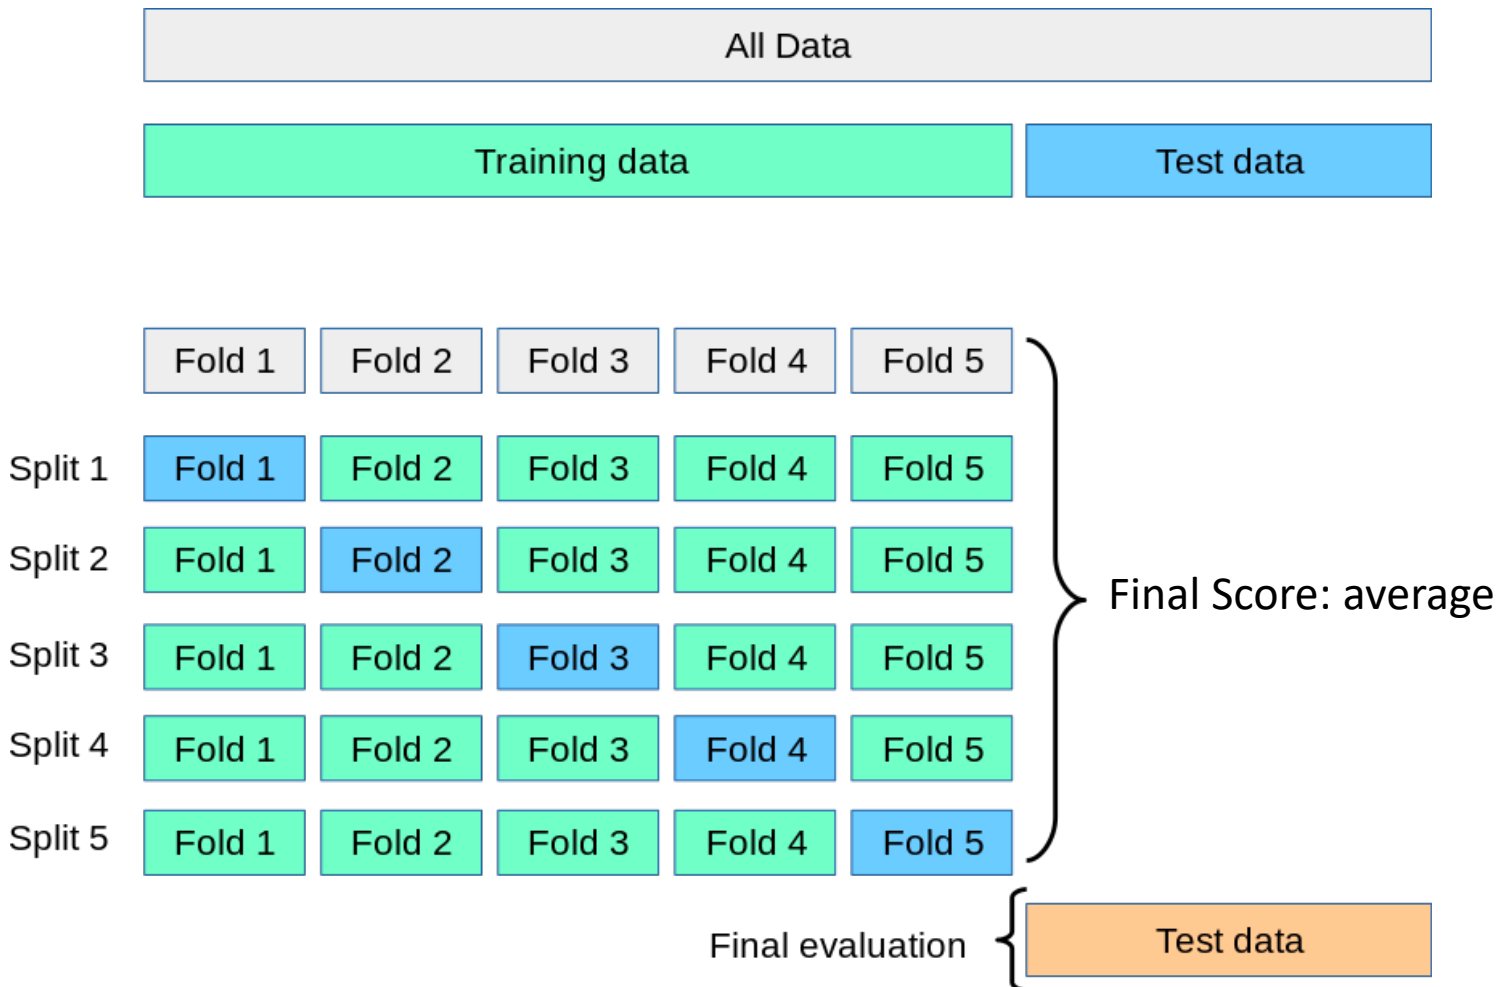 All Data
Training data Test data
Fold 1 Fold 2 Fold 3 Fold 4 Fold 5
Split 1 Fold 1 Fold 2 Fold 3 Fold 4 Fold 5
Split 2 Fold 1 Fold 2 Fold 3 Fold 4 Fold 5
Final Score: average
Split 3 Fold 1 Fold 2 Fold 3 Fold 4 Fold 5
Split 4 Fold 1 Fold 2 Fold 3 Fold 4 Fold 5
Split 5 Fold 1 Fold 2 Fold 3 Fold 4 Fold 5
Final evaluation Test data